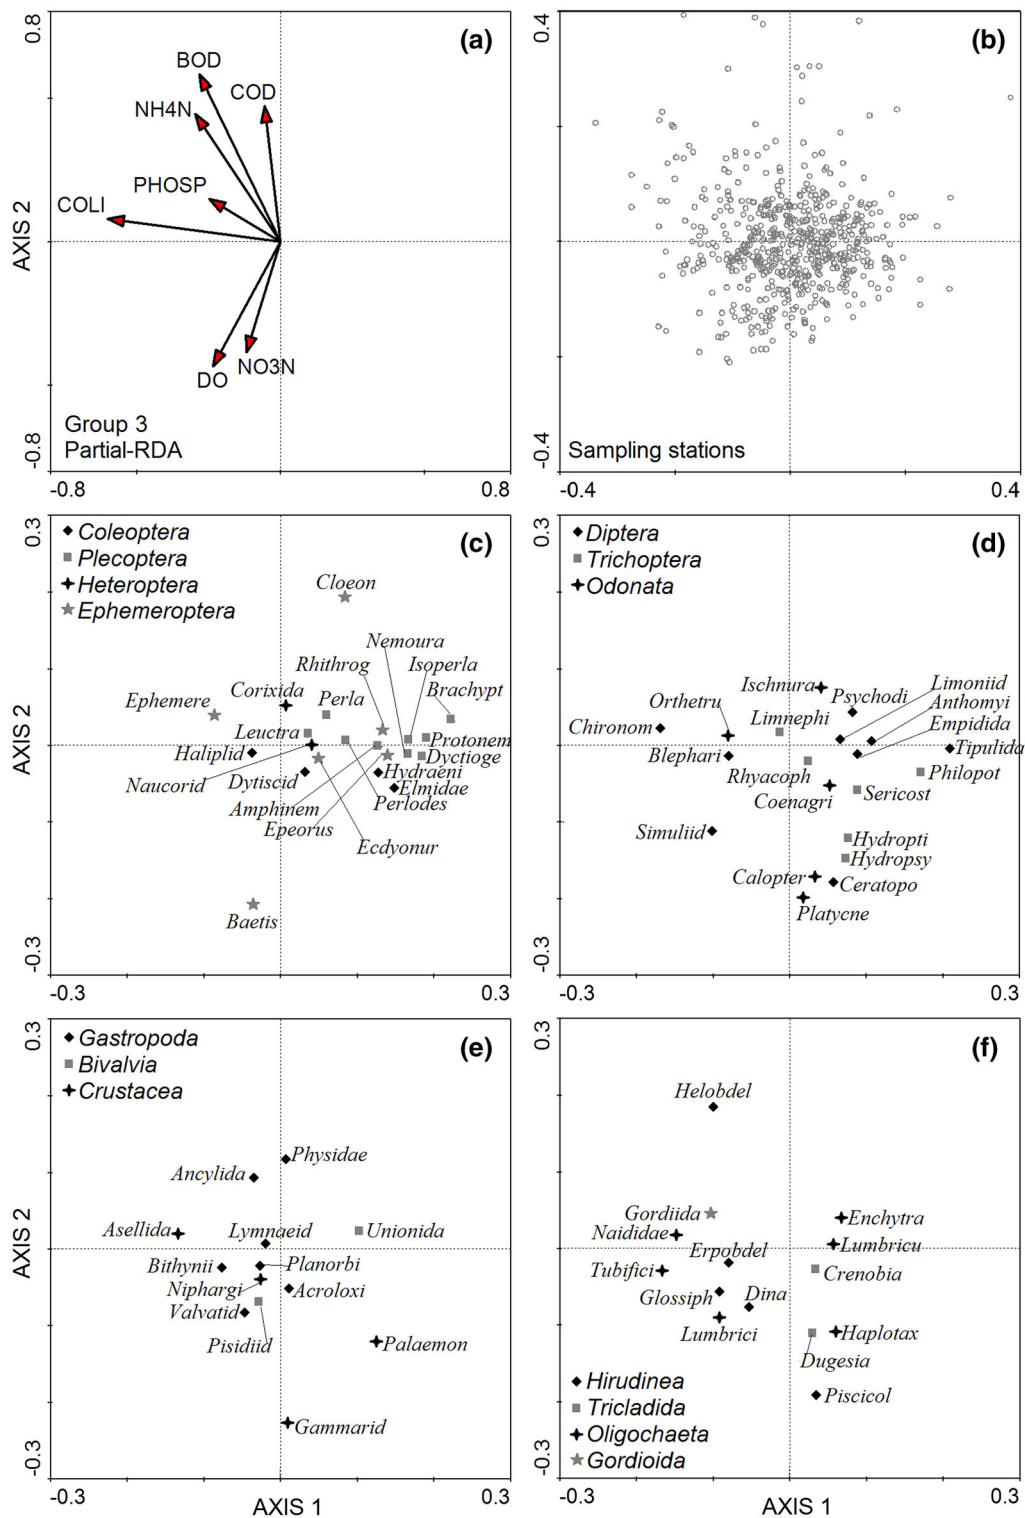 0.8
(a)
BOD
COD
NH4N
PHOSP
COLI
AXIS 2
NO3N
DO
Group 3
Partial-RDA
-0.8
-0.8
0.8
0.4
(b)
Sampling stations
-0.4
-0.4
0.4
0.3
(c)
Coleoptera
Plecoptera
Heteroptera
Ephemeroptera
Cloeon
Nemoura
Rhithrog
Isoperla
Brachypt
Ephemere
Corixida
Perla
Leuctra
Protonem
Haliplid
Dyctioge
Naucorid
Dytiscid
Hydraeni
Elmidae
Amphinem
Perlodes
Epeorus
Ecdyonur
Baetis
AXIS 2
-0.3
-0.3
0.3
(d)
Diptera
Trichoptera
Odonata
Ischnura
Psychodi
Limoniid
Anthomyi
Orthetru
Limnephi
Empidida
Chironom
Tipulida
Blephari
Rhyacoph
Philopot
Coenagri
Sericost
Simuliid
Hydropti
Hydropsy
Calopter
Ceratopo
Platycne
-0.3
0.3
0.3
(e)
Gastropoda
Bivalvia
Crustacea
Physidae
Ancylida
Asellida
Lymnaeid
Unionida
Bithynii
Planorbi
Niphargi
Acroloxi
Valvatid
Pisidiid
Palaemon
Gammarid
AXIS 2
-0.3
-0.3
AXIS 1
0.3
0.3
(f)
Helobdel
Gordiida
Enchytra
Naididae
Lumbricu
Erpobdel
Tubifici
Crenobia
Glossiph
Dina
Lumbrici
Haplotax
Dugesia
Piscicol
Hirudinea
Tricladida
Oligochaeta
Gordioida
-0.3
-0.3
AXIS 1
0.3